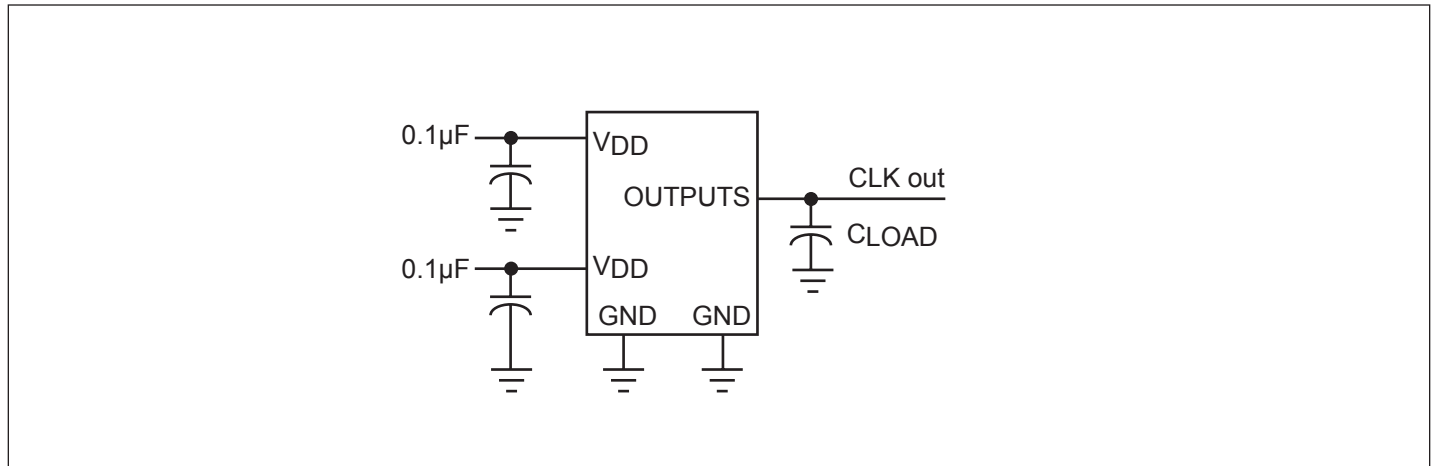 0.1µF
VDD
OUTPUTS
CLK out
CLOAD
0.1µF
VDD
GND GND